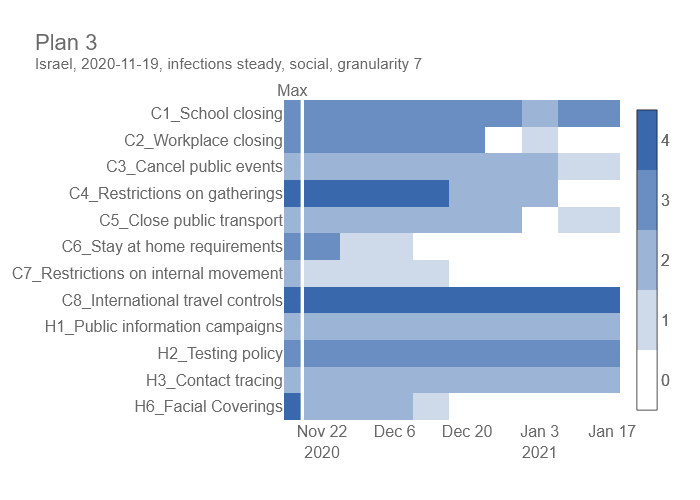 Plan 3
Israel, 2020-11-19, infections steady, social, granularity 7
Max
C1_School closing
C2_Workplace closing
C3_Cancel public events
C4_Restrictions on gatherings
C5_Close public transport
C6_Stay at home requirements
C7_Restrictions on internal movement
C8_International travel controls
H1_Public information campaigns
H2_Testing policy
H3_Contact tracing
H6_Facial Coverings
4
3
2
1
0
Nov 22 Dec 6 Dec 20 Jan 3 Jan 17
2020 2021